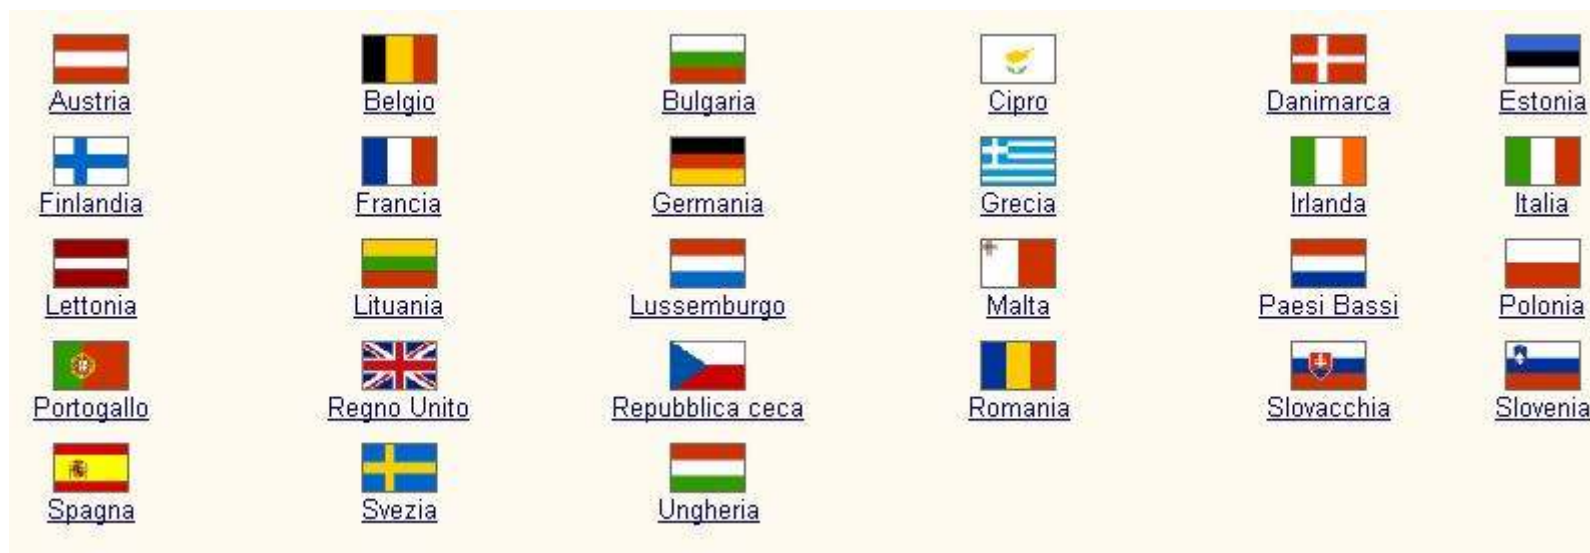 Austria Belgio Bulgaria Cipro Danimarca Estonia
Finlandia Francia Germania Grecia Irlanda Italia
Lettonia Lituania Lussemburgo Malta Paesi Bassi Polonia
Portogallo Regno Unito Repubblica ceca Romania Slovacchia Slovenia
Spagna Svezia Ungheria